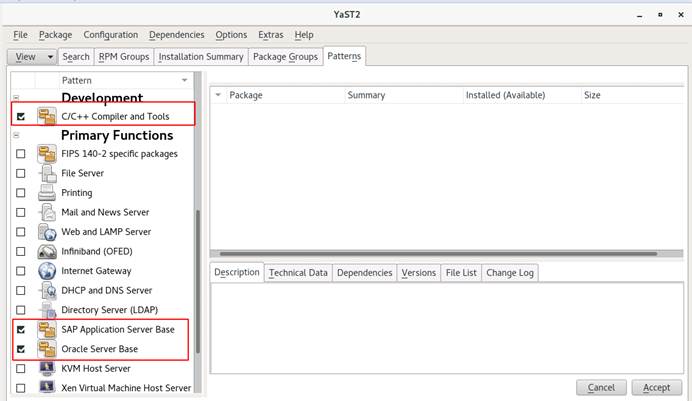 YaST2
File Package Configuration Dependencies Options Extras Help
View Search RPM Groups Installation Summary Package Groups Patterns
Pattern
Development
C/C++ Compiler and Tools
Primary Functions
FIPS 140-2 specific packages
File Server
Printing
Mail and News Server
Web and LAMP Server
Infiniband (OFED)
Internet Gateway
DHCP and DNS Server
Directory Server (LDAP)
SAP Application Server Base
Oracle Server Base
KVM Host Server
Xen Virtual Machine Host Server
Package Summary Installed (Available) Size
Description Technical Data Dependencies Versions File List Change Log
Cancel Accept